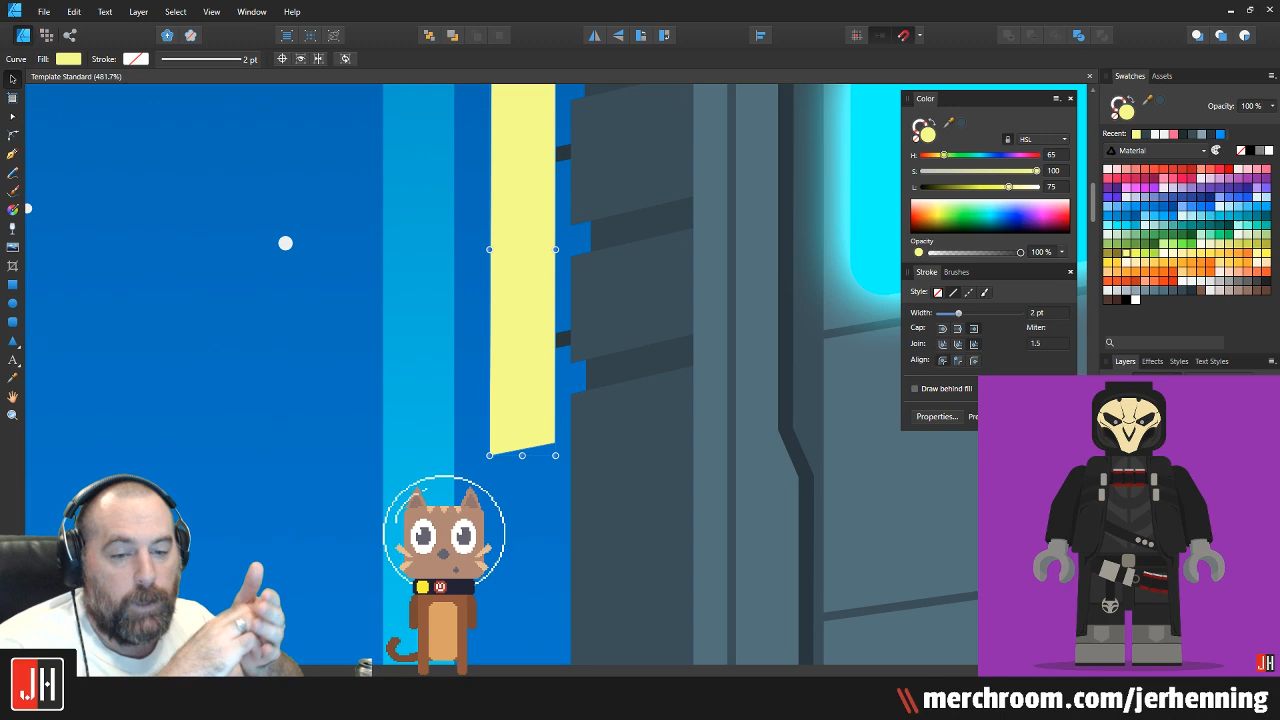 File Edit Text Layer Select View Window Help
Curve Fill: Stroke: 2 pt
Template Standard (481.7%)
Swatches Assets
Opacity: 100 %
Recent:
Material
Color
HSL
H: 65
S: 100
L: 75
Opacity
100 %
Stroke Brushes
Style:
Width: 2 pt
Cap: Miter:
Join: 1.5
Align:
Draw behind fill
Properties... Pre
Layers Effects Styles Text Styles
JH
JH
merchroom.com/jerhenning